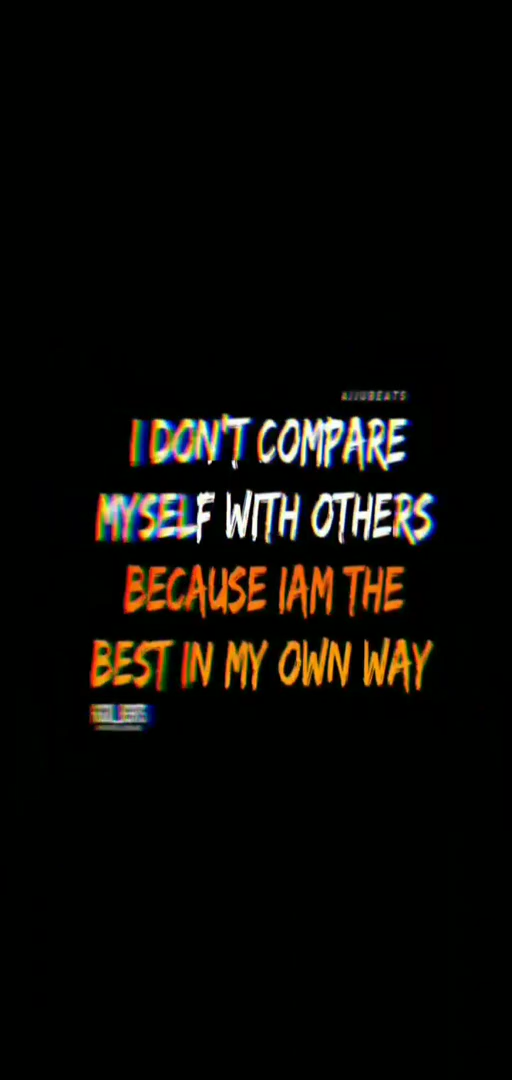 AJJUBEATS
I DON'T COMPARE
MYSELF WITH OTHERS
BECAUSE IAM THE
BEST IN MY OWN WAY